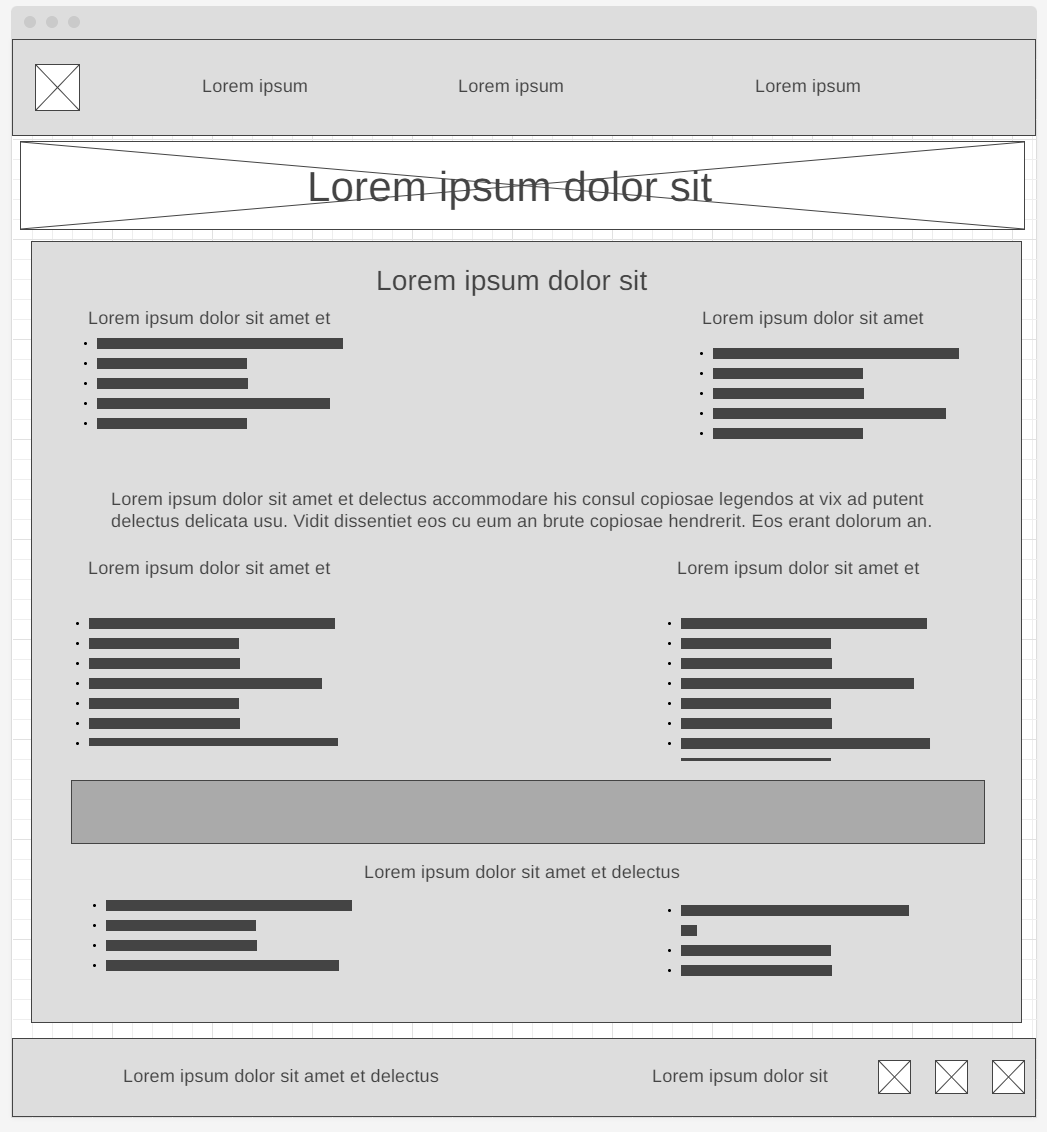 Lorem ipsum
Lorem ipsum
Lorem ipsum
Lorem ipsum dolor sit
Lorem ipsum dolor sit
Lorem ipsum dolor sit amet et
Lorem ipsum dolor sit amet
Lorem ipsum dolor sit amet et delectus accommodare his consul copiosae legendos at vix ad putent
delectus delicata usu. Vidit dissentiet eos cu eum an brute copiosae hendrerit. Eos erant dolorum an.
Lorem ipsum dolor sit amet et
Lorem ipsum dolor sit amet et
Lorem ipsum dolor sit amet et delectus
Lorem ipsum dolor sit amet et delectus
Lorem ipsum dolor sit